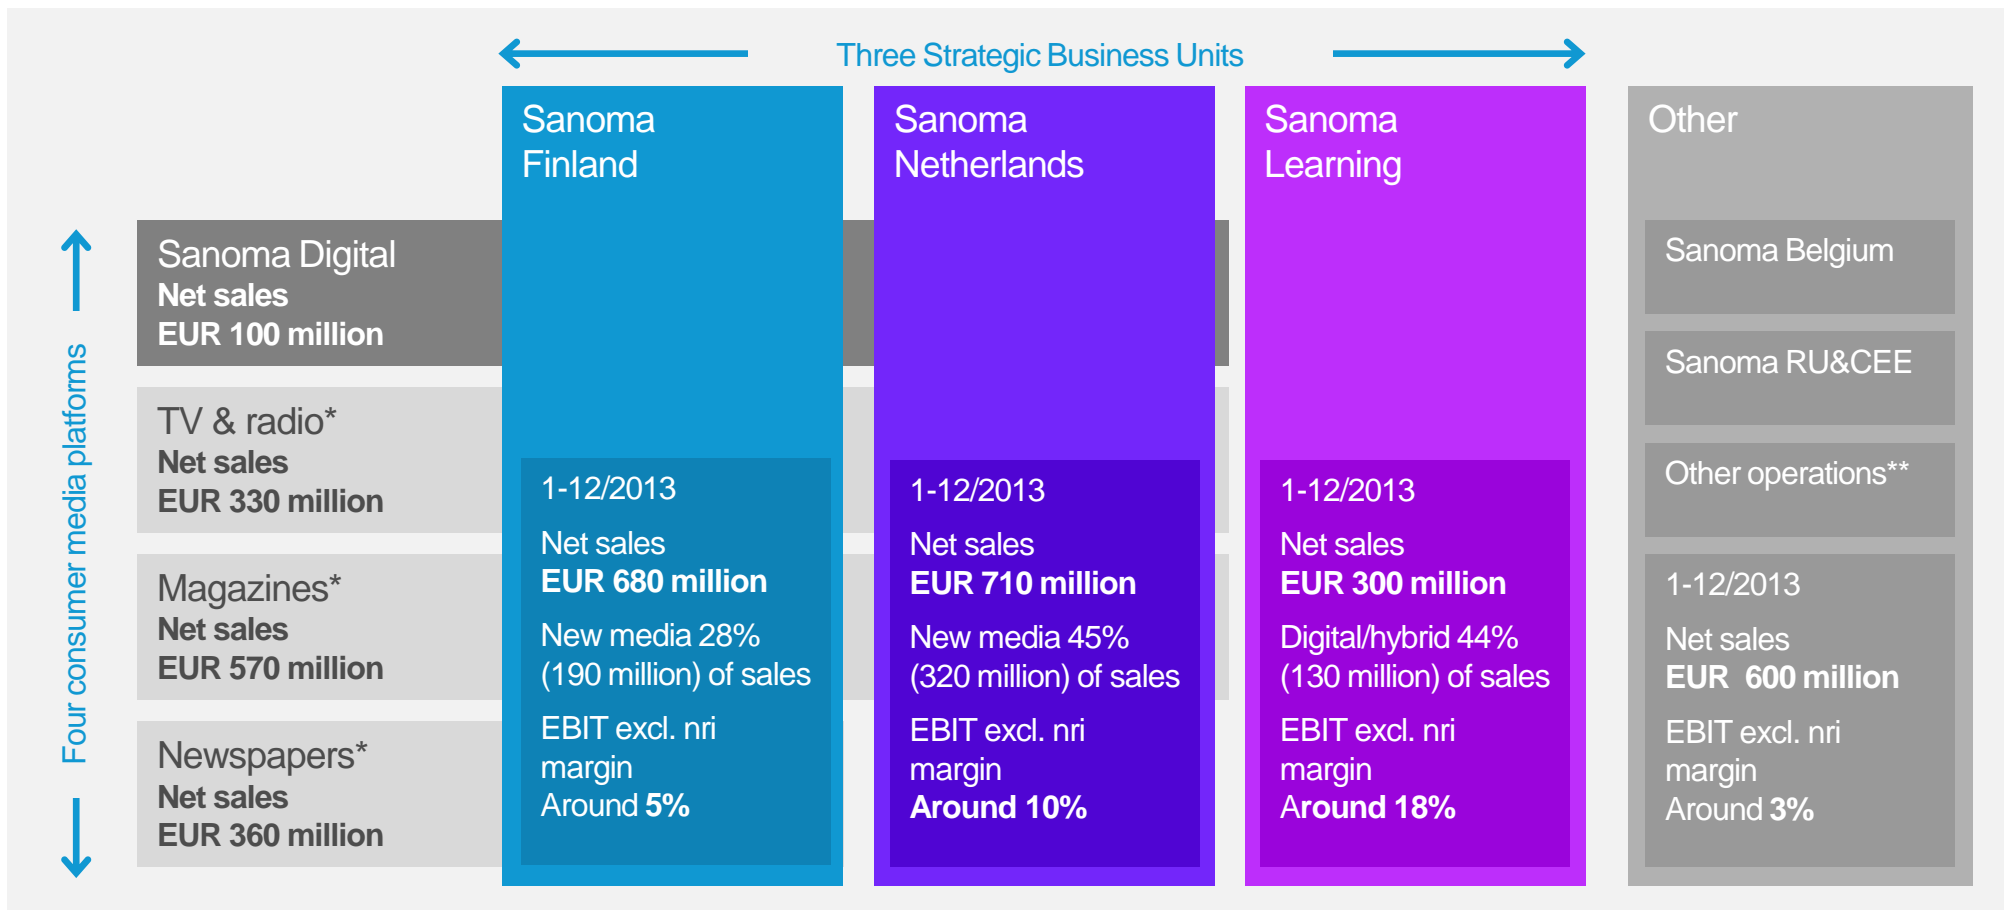 Three Strategic Business Units
Four consumer media platforms
Sanoma Digital
Net sales
EUR 100 million
TV & radio*
Net sales
EUR 330 million
Magazines*
Net sales
EUR 570 million
Newspapers*
Net sales
EUR 360 million
Sanoma
Finland
1-12/2013
Net sales
EUR 680 million
New media 28%
(190 million) of sales
EBIT excl. nri
margin
Around 5%
Sanoma
Netherlands
1-12/2013
Net sales
EUR 710 million
New media 45%
(320 million) of sales
EBIT excl. nri
margin
Around 10%
Sanoma
Learning
1-12/2013
Net sales
EUR 300 million
Digital/hybrid 44%
(130 million) of sales
EBIT excl. nri
margin
Around 18%
Other
Sanoma Belgium
Sanoma RU&CEE
Other operations**
1-12/2013
Net sales
EUR 600 million
EBIT excl. nri
margin
Around 3%